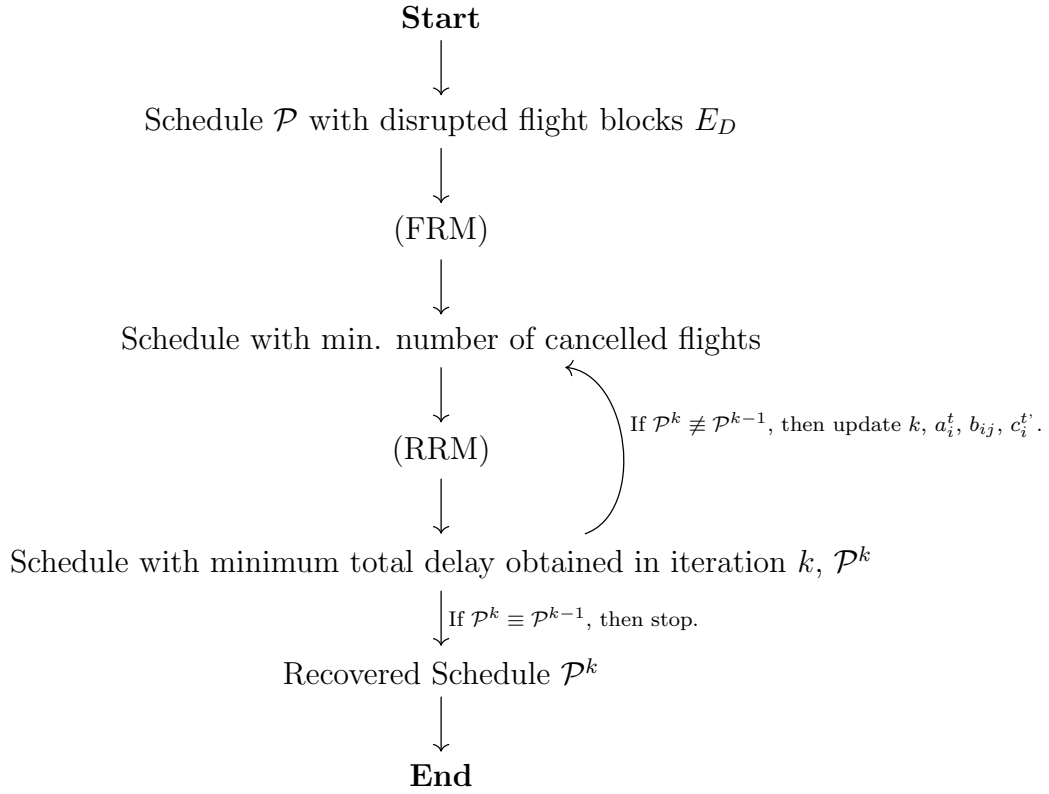 Start
Schedule 𝒫 with disrupted flight blocks E_D
(FRM)
Schedule with min. number of cancelled flights
If 𝒫^k ≢ 𝒫^{k−1}, then update k, a_i^t, b_{ij}, c_i^{t'}.
(RRM)
Schedule with minimum total delay obtained in iteration k, 𝒫^k
If 𝒫^k ≡ 𝒫^{k−1}, then stop.
Recovered Schedule 𝒫^k
End